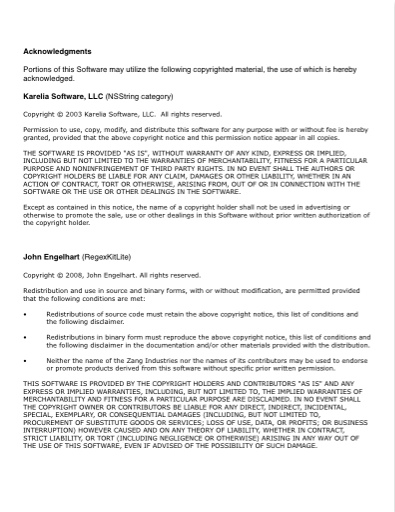 Acknowledgments
Portions of this Software may utilize the following copyrighted material, the use of which is hereby
acknowledged.
Karelia Software, LLC (NSString category)
Copyright © 2003 Karelia Software, LLC.  All rights reserved.
Permission to use, copy, modify, and distribute this software for any purpose with or without fee is hereby
granted, provided that the above copyright notice and this permission notice appear in all copies.
THE SOFTWARE IS PROVIDED "AS IS", WITHOUT WARRANTY OF ANY KIND, EXPRESS OR IMPLIED,
INCLUDING BUT NOT LIMITED TO THE WARRANTIES OF MERCHANTABILITY, FITNESS FOR A PARTICULAR
PURPOSE AND NONINFRINGEMENT OF THIRD PARTY RIGHTS. IN NO EVENT SHALL THE AUTHORS OR
COPYRIGHT HOLDERS BE LIABLE FOR ANY CLAIM, DAMAGES OR OTHER LIABILITY, WHETHER IN AN
ACTION OF CONTRACT, TORT OR OTHERWISE, ARISING FROM, OUT OF OR IN CONNECTION WITH THE
SOFTWARE OR THE USE OR OTHER DEALINGS IN THE SOFTWARE.
Except as contained in this notice, the name of a copyright holder shall not be used in advertising or
otherwise to promote the sale, use or other dealings in this Software without prior written authorization of
the copyright holder.
John Engelhart (RegexKitLite)
Copyright © 2008, John Engelhart. All rights reserved.
Redistribution and use in source and binary forms, with or without modification, are permitted provided
that the following conditions are met:
• Redistributions of source code must retain the above copyright notice, this list of conditions and
the following disclaimer.
• Redistributions in binary form must reproduce the above copyright notice, this list of conditions and
the following disclaimer in the documentation and/or other materials provided with the distribution.
• Neither the name of the Zang Industries nor the names of its contributors may be used to endorse
or promote products derived from this software without specific prior written permission.
THIS SOFTWARE IS PROVIDED BY THE COPYRIGHT HOLDERS AND CONTRIBUTORS "AS IS" AND ANY
EXPRESS OR IMPLIED WARRANTIES, INCLUDING, BUT NOT LIMITED TO, THE IMPLIED WARRANTIES OF
MERCHANTABILITY AND FITNESS FOR A PARTICULAR PURPOSE ARE DISCLAIMED. IN NO EVENT SHALL
THE COPYRIGHT OWNER OR CONTRIBUTORS BE LIABLE FOR ANY DIRECT, INDIRECT, INCIDENTAL,
SPECIAL, EXEMPLARY, OR CONSEQUENTIAL DAMAGES (INCLUDING, BUT NOT LIMITED TO,
PROCUREMENT OF SUBSTITUTE GOODS OR SERVICES; LOSS OF USE, DATA, OR PROFITS; OR BUSINESS
INTERRUPTION) HOWEVER CAUSED AND ON ANY THEORY OF LIABILITY, WHETHER IN CONTRACT,
STRICT LIABILITY, OR TORT (INCLUDING NEGLIGENCE OR OTHERWISE) ARISING IN ANY WAY OUT OF
THE USE OF THIS SOFTWARE, EVEN IF ADVISED OF THE POSSIBILITY OF SUCH DAMAGE.